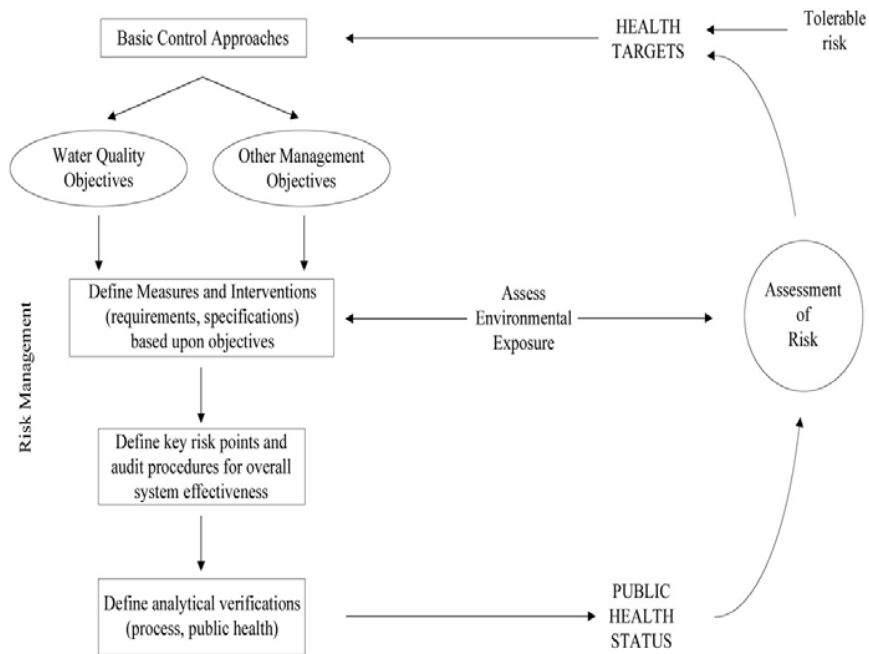 Basic Control Approaches
HEALTH
TARGETS
Tolerable
risk
Water Quality
Objectives
Other Management
Objectives
Define Measures and Interventions
(requirements, specifications)
based upon objectives
Assess
Environmental
Exposure
Assessment
of
Risk
Risk Management
Define key risk points and
audit procedures for overall
system effectiveness
Define analytical verifications
(process, public health)
PUBLIC
HEALTH
STATUS